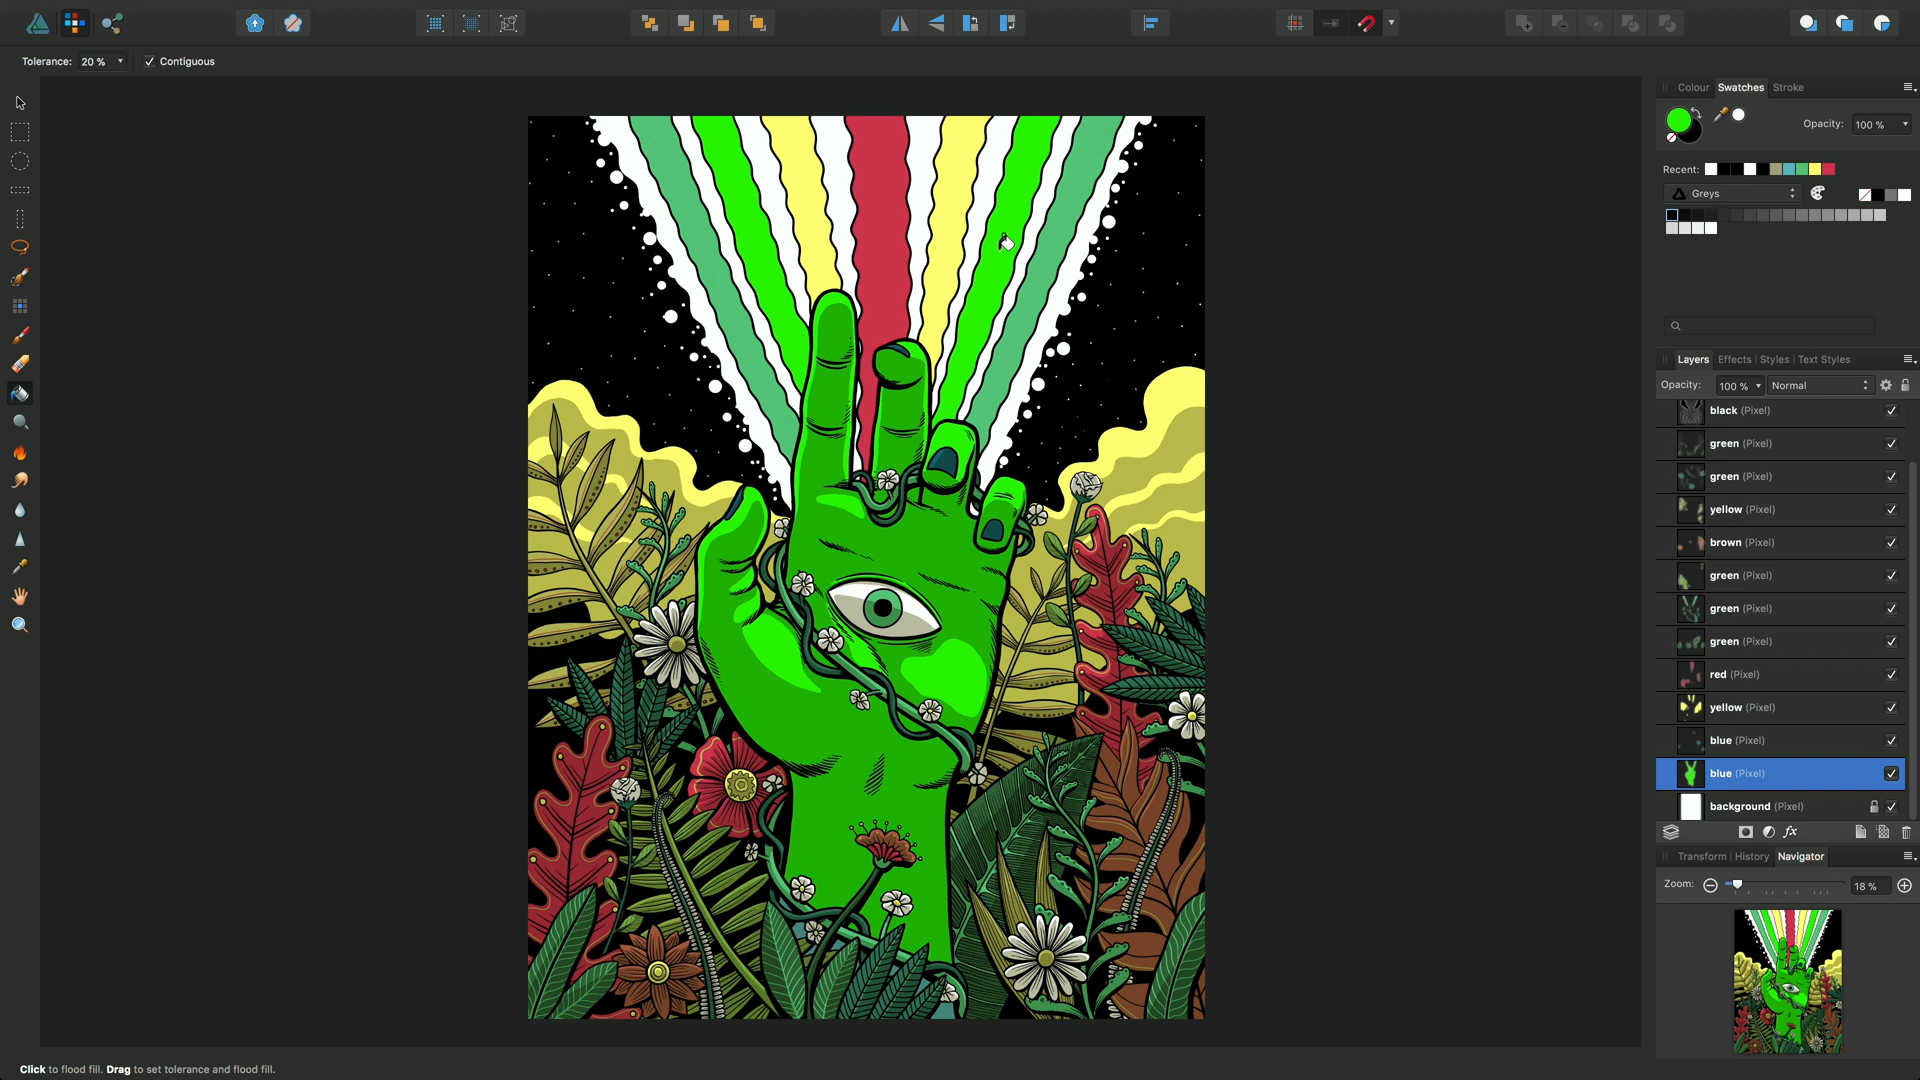 Tolerance: 20 % Contiguous
Colour Swatches Stroke
Opacity: 100 %
Recent:
Greys
Layers Effects Styles Text Styles
Opacity: 100 % Normal
black (Pixel)
green (Pixel)
green (Pixel)
yellow (Pixel)
brown (Pixel)
green (Pixel)
green (Pixel)
green (Pixel)
red (Pixel)
yellow (Pixel)
blue (Pixel)
blue (Pixel)
background (Pixel)
fx
Transform History Navigator
Zoom: 18 %
Click to flood fill. Drag to set tolerance and flood fill.